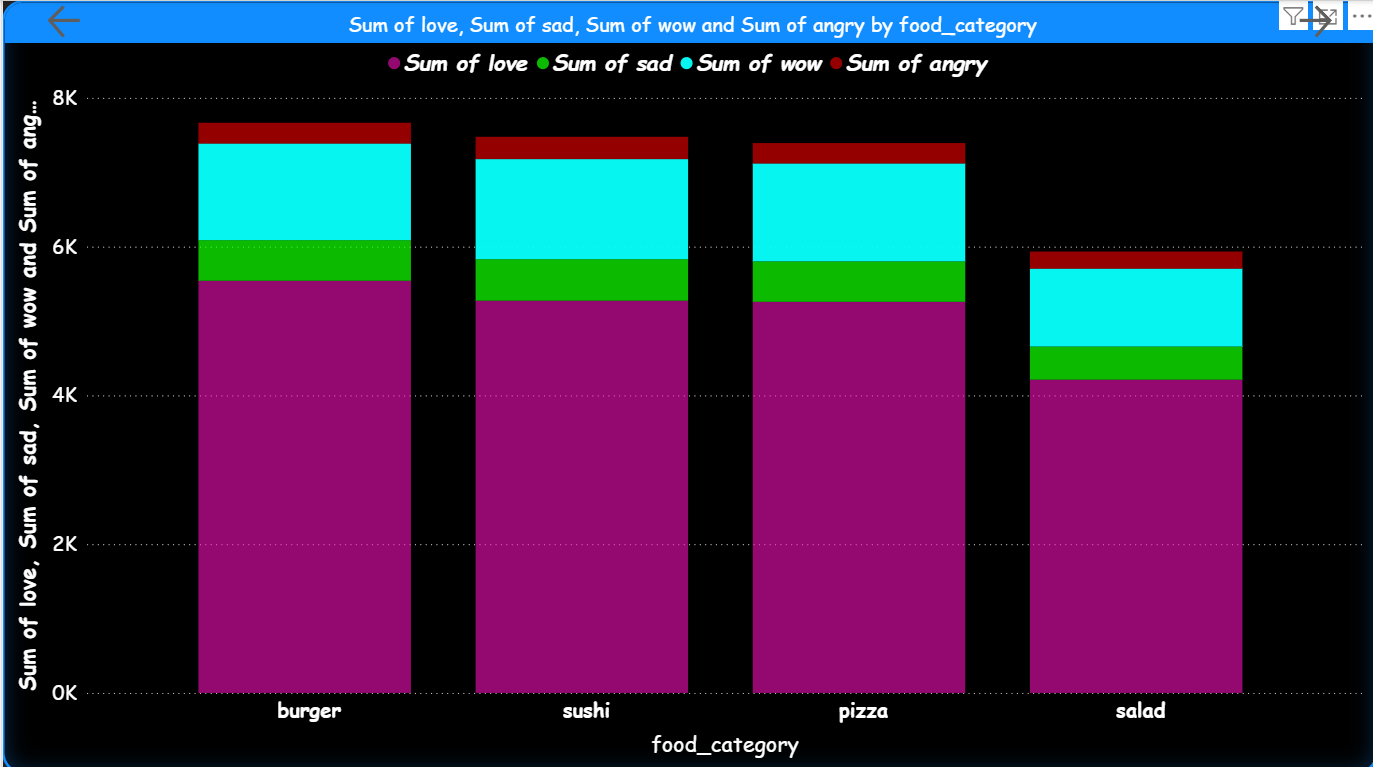 Sum of love, Sum of sad, Sum of wow and Sum of angry by food_category
Sum of love Sum of sad Sum of wow Sum of angry
Sum of love, Sum of sad, Sum of wow and Sum of ang...
8K
6K
4K
2K
0K
burger sushi pizza salad
food_category